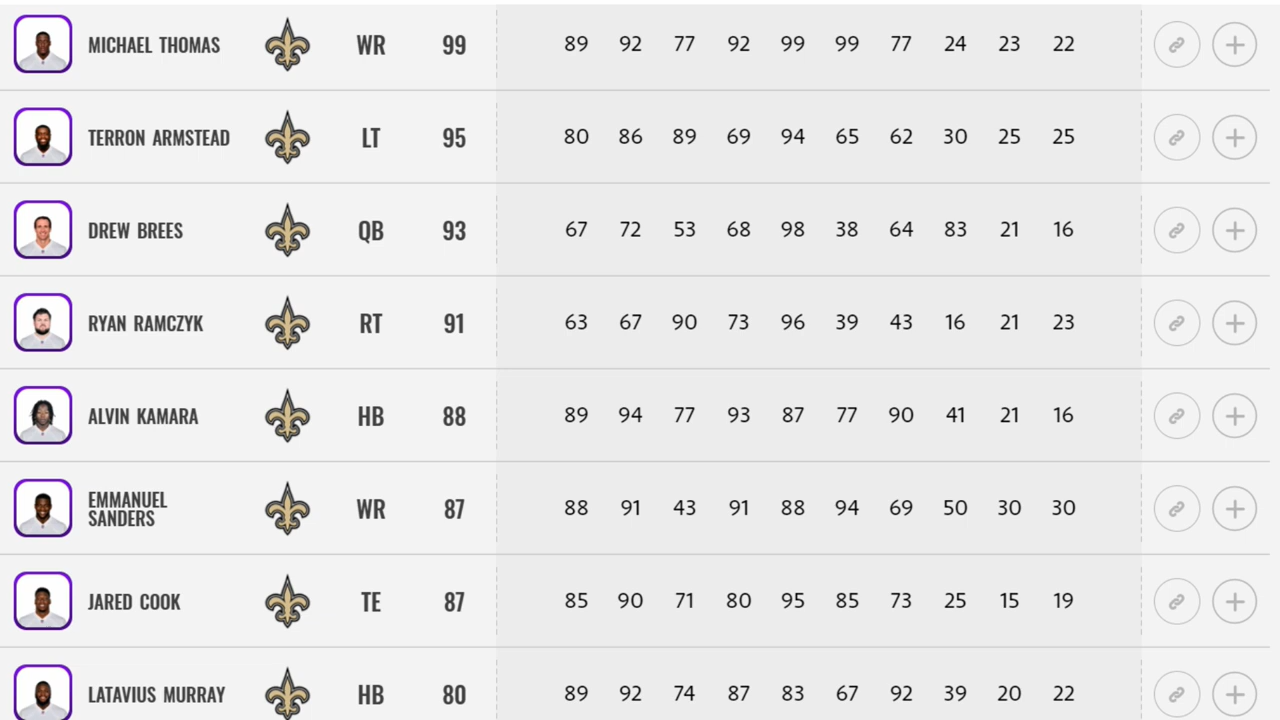 MICHAEL THOMAS WR 99 89 92 77 92 99 99 77 24 23 22
TERRON ARMSTEAD LT 95 80 86 89 69 94 65 62 30 25 25
DREW BREES QB 93 67 72 53 68 98 38 64 83 21 16
RYAN RAMCZYK RT 91 63 67 90 73 96 39 43 16 21 23
ALVIN KAMARA HB 88 89 94 77 93 87 77 90 41 21 16
EMMANUEL
SANDERS WR 87 88 91 43 91 88 94 69 50 30 30
JARED COOK TE 87 85 90 71 80 95 85 73 25 15 19
LATAVIUS MURRAY HB 80 89 92 74 87 83 67 92 39 20 22